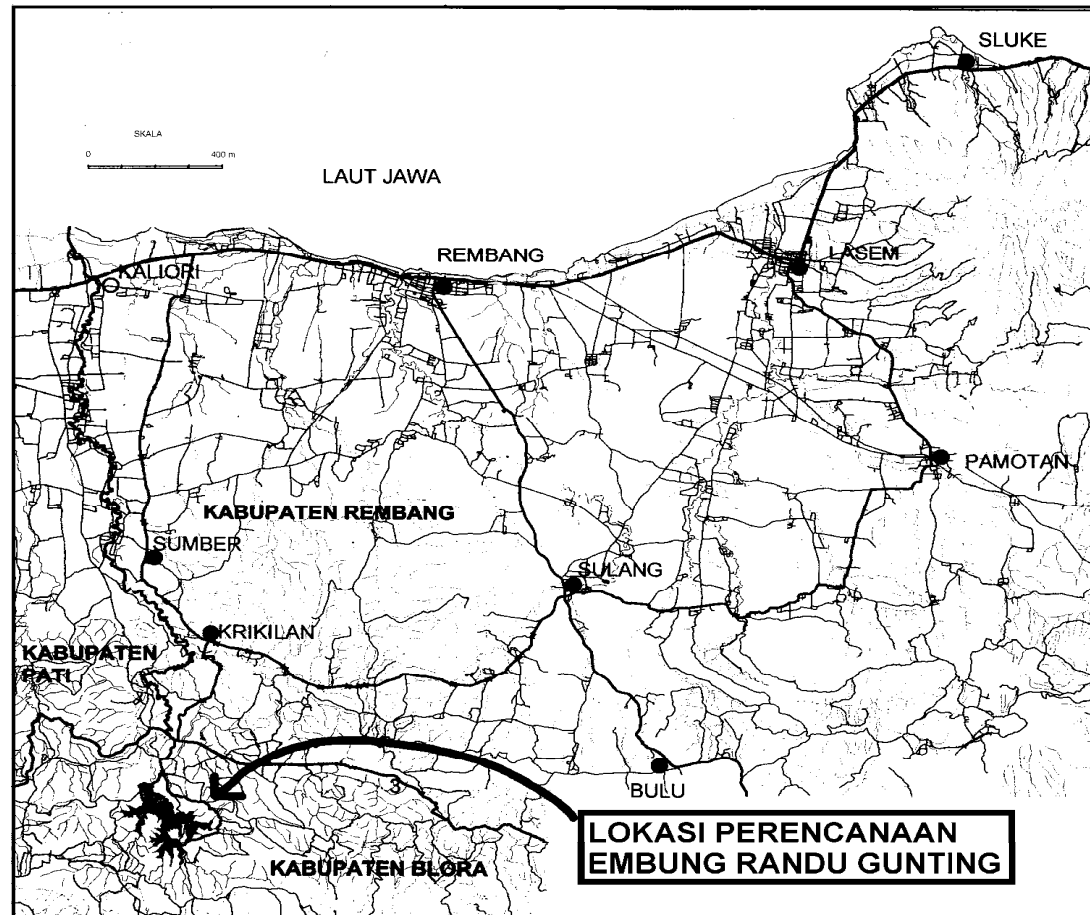 SLUKE
SKALA
0 400 m
LAUT JAWA
REMBANG
LASEM
KALIORI
PAMOTAN
KABUPATEN REMBANG
SUMBER
SULANG
KRIKILAN
KABUPATEN
PATI
3
BULU
LOKASI PERENCANAAN
EMBUNG RANDU GUNTING
KABUPATEN BLORA